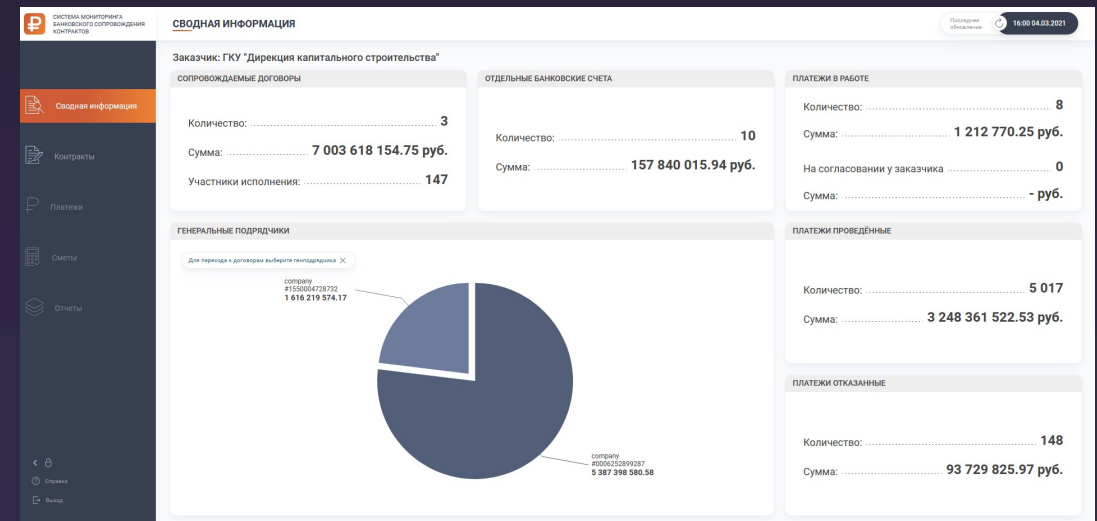 СИСТЕМА МОНИТОРИНГА
БАНКОВСКОГО СОПРОВОЖДЕНИЯ
КОНТРАКТОВ
СВОДНАЯ ИНФОРМАЦИЯ
Последнее
обновление
16:00 04.03.2021
Сводная информация
Контракты
Платежи
Сметы
Отчеты
Справка
Выход
Заказчик: ГКУ "Дирекция капитального строительства"
СОПРОВОЖДАЕМЫЕ ДОГОВОРЫ
Количество: 3
Сумма: 7 003 618 154.75 руб.
Участники исполнения: 147
ОТДЕЛЬНЫЕ БАНКОВСКИЕ СЧЕТА
Количество: 10
Сумма: 157 840 015.94 руб.
ПЛАТЕЖИ В РАБОТЕ
Количество: 8
Сумма: 1 212 770.25 руб.
На согласовании у заказчика 0
Сумма: - руб.
ГЕНЕРАЛЬНЫЕ ПОДРЯДЧИКИ
Для перехода к договорам выберите генподрядчика
company
#1550004728732
1 616 219 574.17
company
#0006252899287
5 387 398 580.58
ПЛАТЕЖИ ПРОВЕДЁННЫЕ
Количество: 5 017
Сумма: 3 248 361 522.53 руб.
ПЛАТЕЖИ ОТКАЗАННЫЕ
Количество: 148
Сумма: 93 729 825.97 руб.